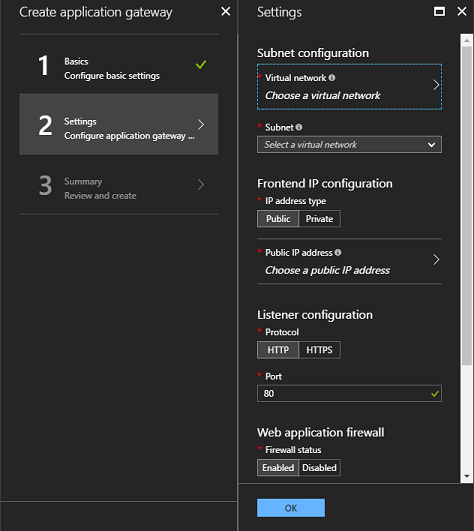 Create application gateway
1
Basics
Configure basic settings
2
Settings
Configure application gateway ...
3
Summary
Review and create
Settings
Subnet configuration
* Virtual network
Choose a virtual network
* Subnet
Select a virtual network
Frontend IP configuration
* IP address type
Public Private
* Public IP address
Choose a public IP address
Listener configuration
* Protocol
HTTP HTTPS
* Port
80
Web application firewall
* Firewall status
Enabled Disabled
OK